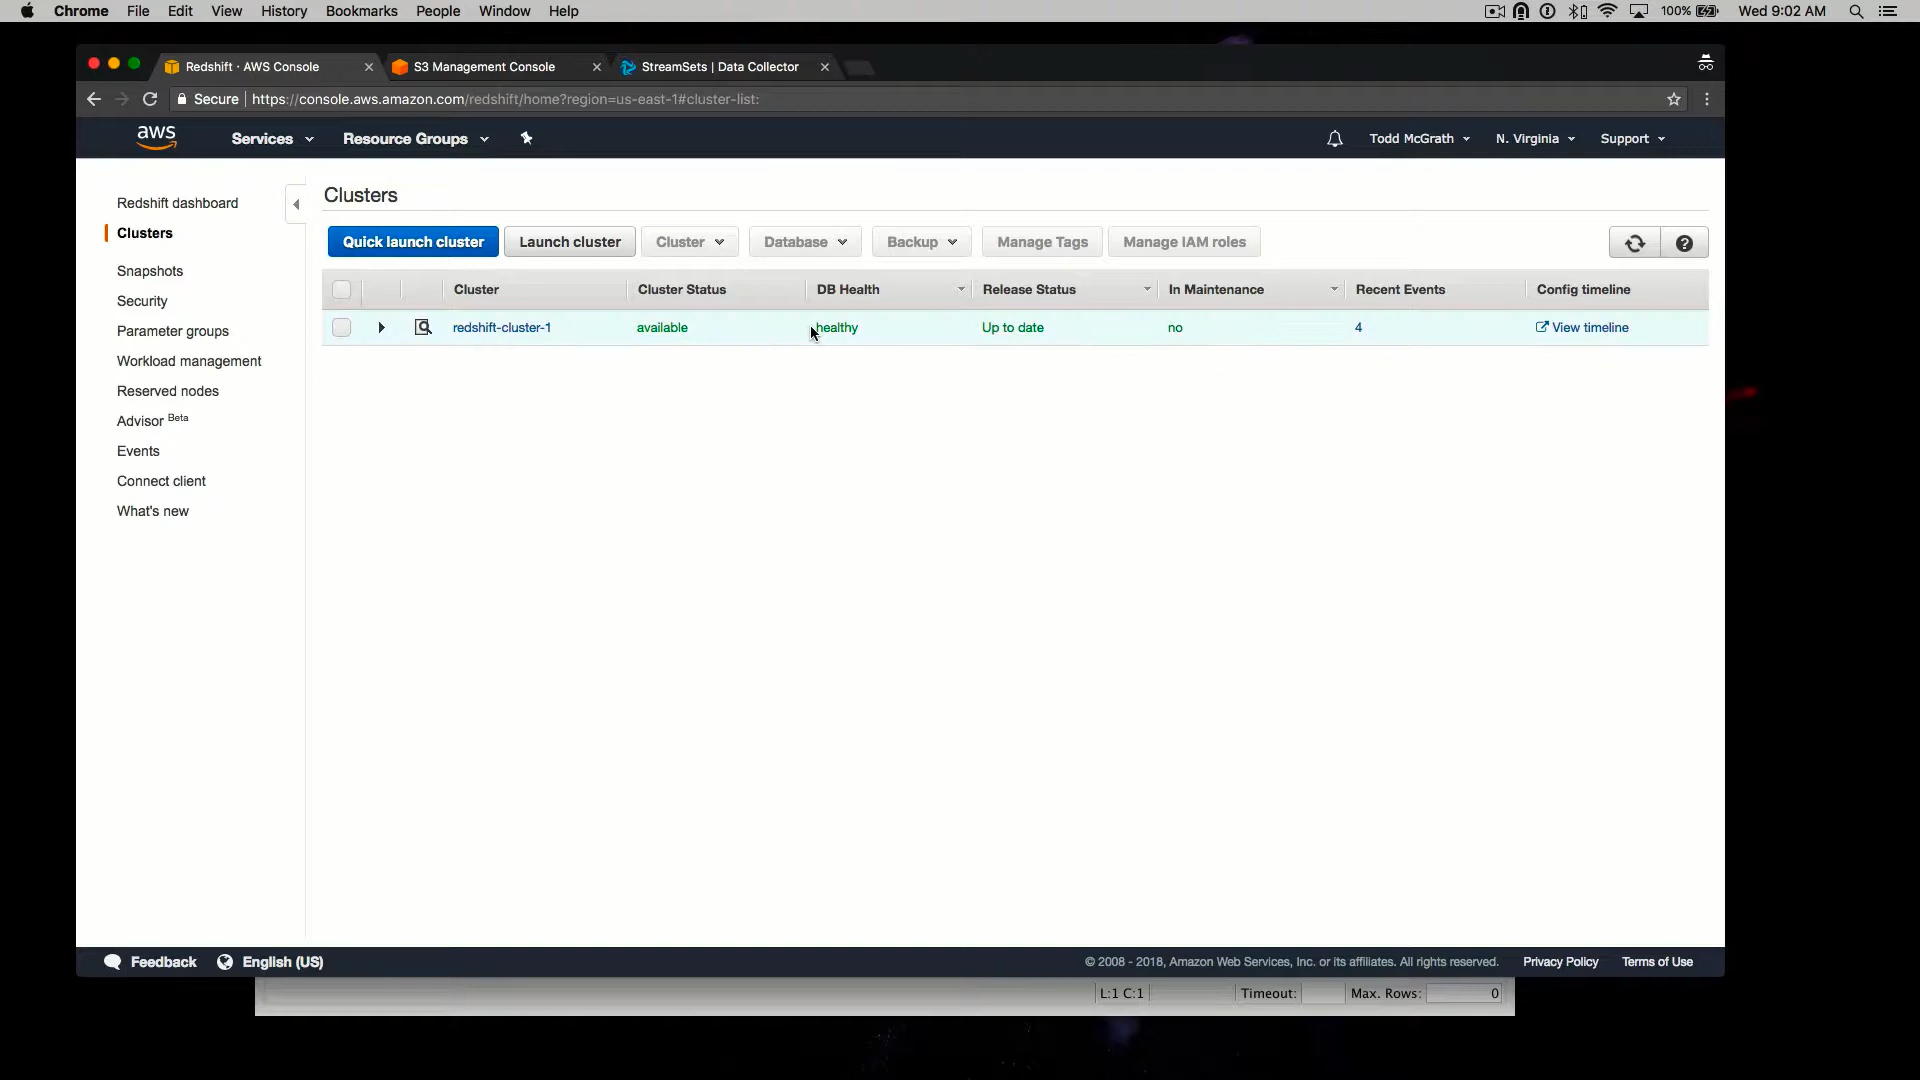 Chrome File Edit View History Bookmarks People Window Help 100% Wed 9:02 AM
Redshift · AWS Console S3 Management Console StreamSets | Data Collector
Secure https://console.aws.amazon.com/redshift/home?region=us-east-1#cluster-list:
aws Services Resource Groups Todd McGrath N. Virginia Support
Redshift dashboard
Clusters
Snapshots
Security
Parameter groups
Workload management
Reserved nodes
Advisor Beta
Events
Connect client
What's new
Clusters
Quick launch cluster Launch cluster Cluster Database Backup Manage Tags Manage IAM roles
Cluster Cluster Status DB Health Release Status In Maintenance Recent Events Config timeline
redshift-cluster-1 available healthy Up to date no 4 View timeline
Feedback English (US) © 2008 - 2018, Amazon Web Services, Inc. or its affiliates. All rights reserved. Privacy Policy Terms of Use
L:1 C:1 Timeout: Max. Rows: 0